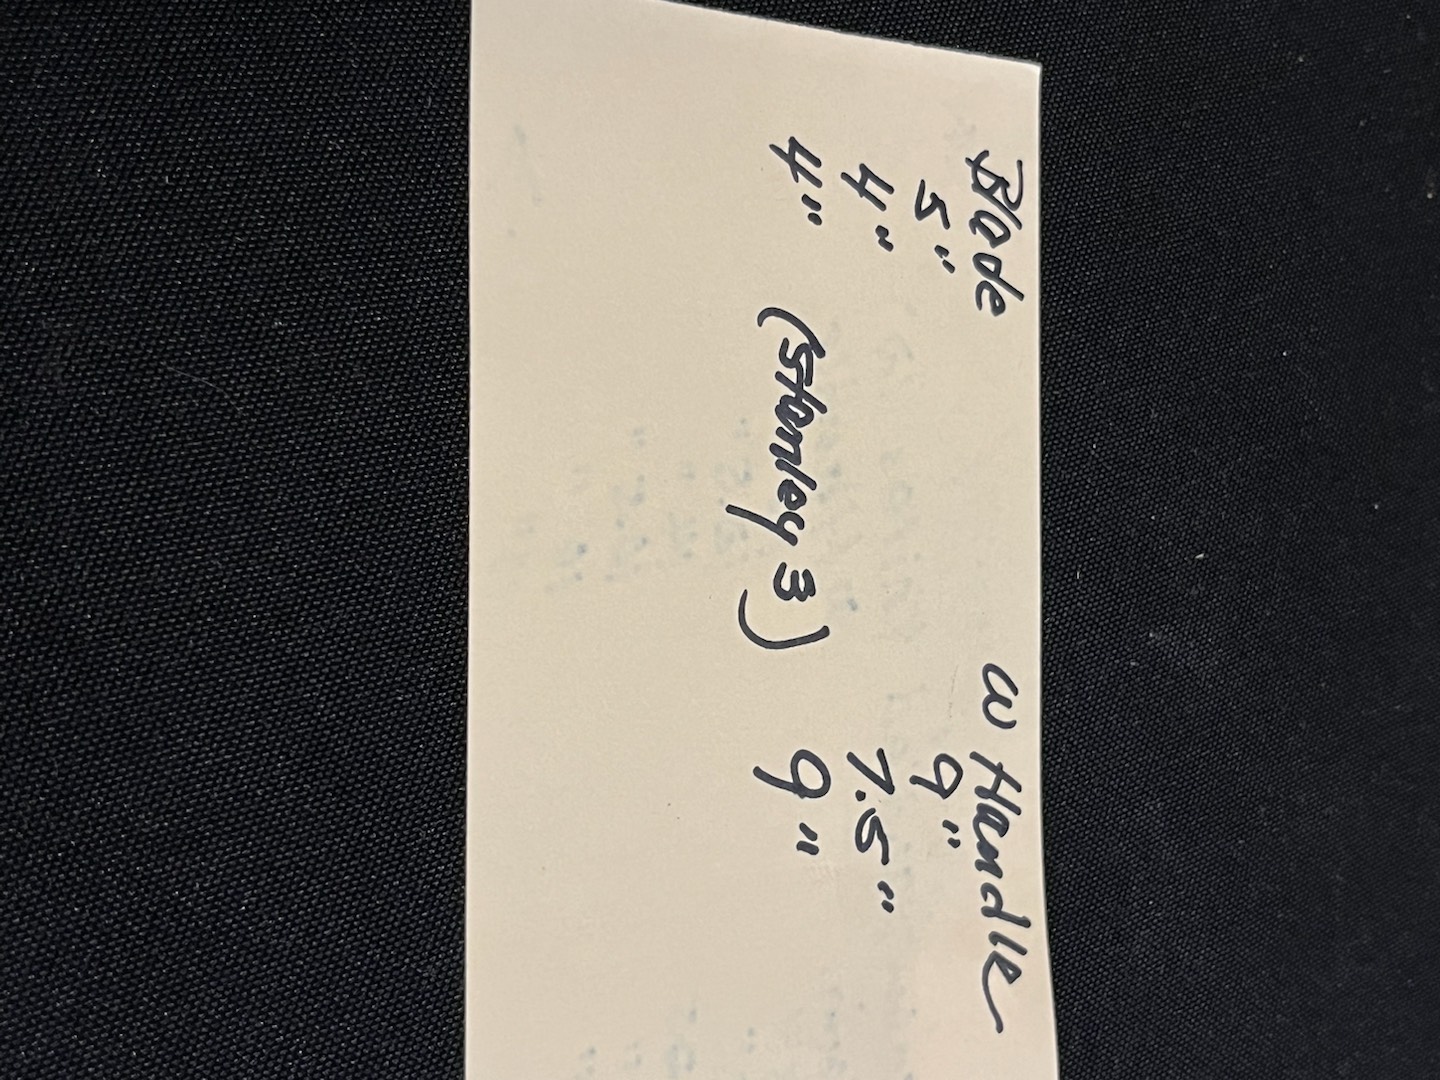 Blade w Handle
5" 9"
4" 7.5"
4" (Stanley 3) 9"